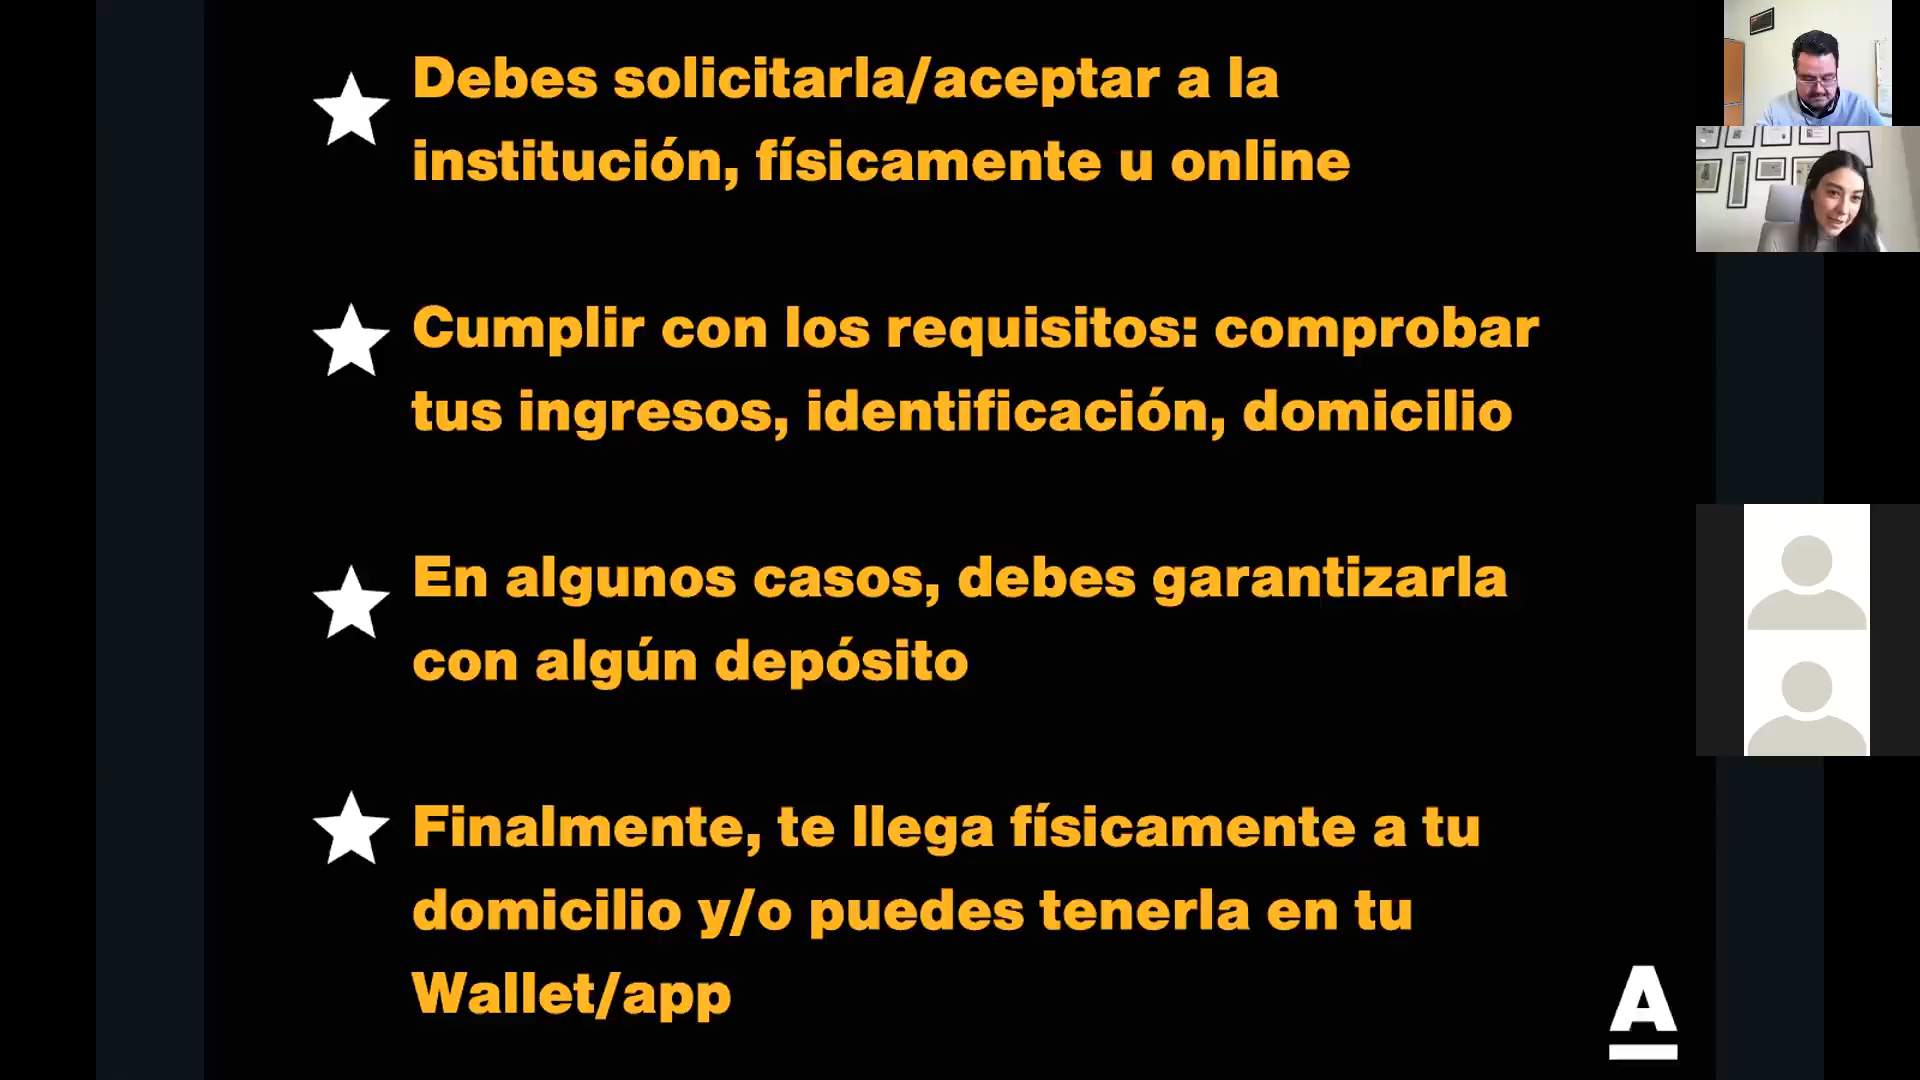 Debes solicitarla/aceptar a la
institución, físicamente u online
Cumplir con los requisitos: comprobar
tus ingresos, identificación, domicilio
En algunos casos, debes garantizarla
con algún depósito
Finalmente, te llega físicamente a tu
domicilio y/o puedes tenerla en tu
Wallet/app
A